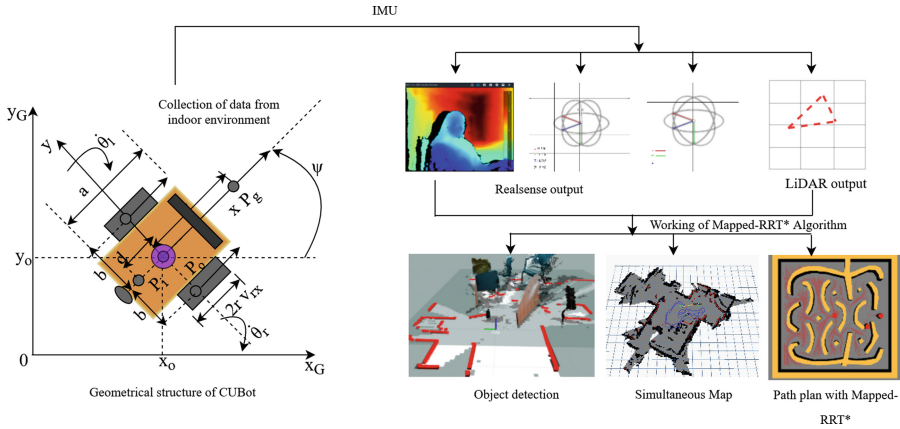 IMU
Collection of data from
indoor environment
y_G
y
θ_l
a
ψ
x P_g
y_o
d
b
P_1
P_o
b
2r
v_rx
θ_r
0
x_o
x_G
Geometrical structure of CUBot
Realsense output
LiDAR output
Working of Mapped-RRT* Algorithm
Object detection
Simultaneous Map
Path plan with Mapped-
RRT*